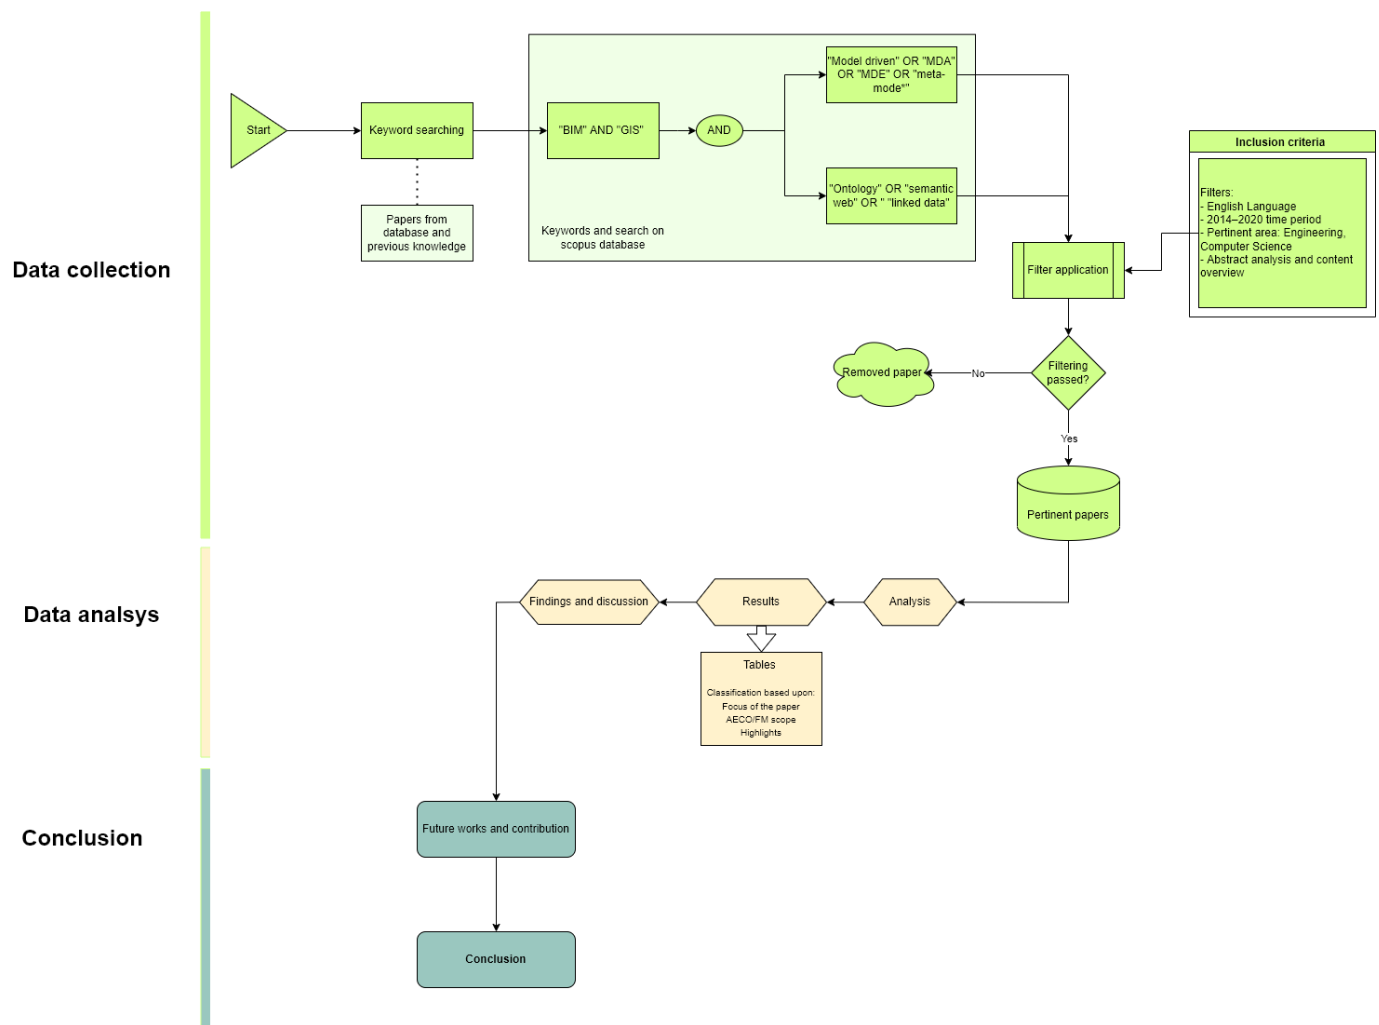 Data collection
Start
Keyword searching
Papers from
database and
previous knowledge
"BIM" AND "GIS"
AND
"Model driven" OR "MDA"
OR "MDE" OR "meta-
mode*"
"Ontology" OR "semantic
web" OR " "linked data"
Keywords and search on
scopus database
Inclusion criteria
Filters:
- English Language
- 2014–2020 time period
- Pertinent area: Engineering,
Computer Science
- Abstract analysis and content
overview
Filter application
Filtering
passed?
No
Removed paper
Yes
Pertinent papers
Data analsys
Analysis
Results
Findings and discussion
Tables
Classification based upon:
Focus of the paper
AECO/FM scope
Highlights
Conclusion
Future works and contribution
Conclusion